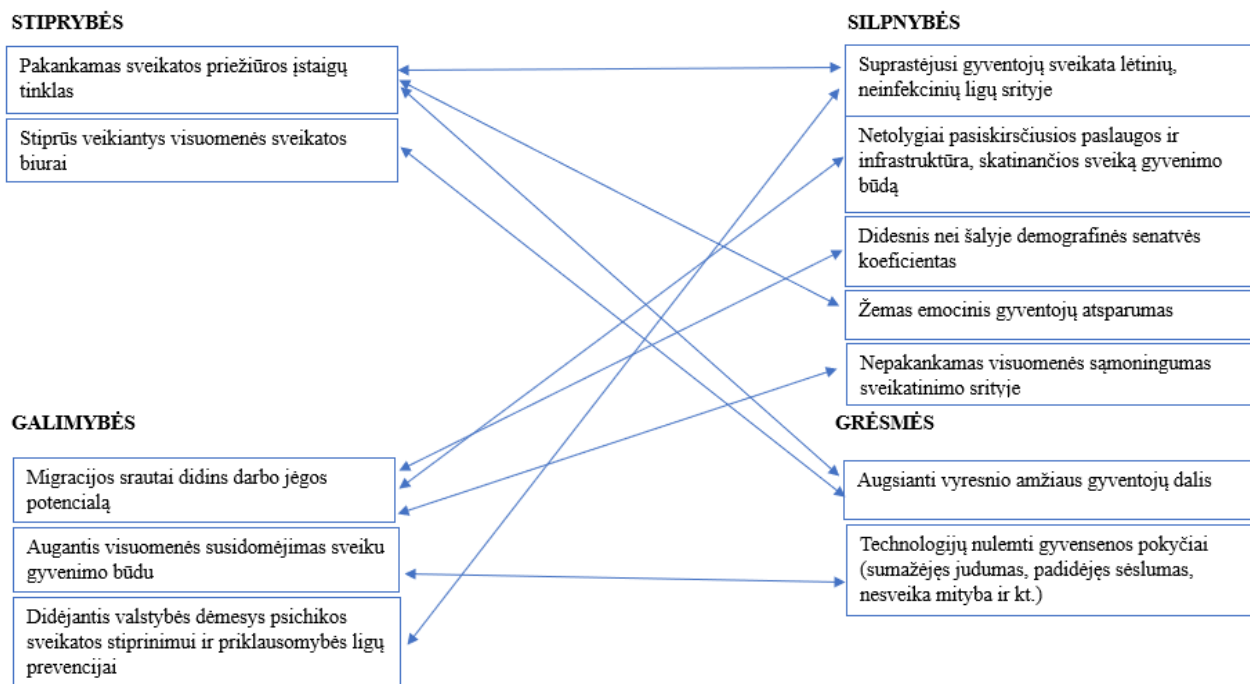 STIPRYBĖS
Pakankamas sveikatos priežiūros įstaigų
tinklas
Stiprūs veikiantys visuomenės sveikatos
biurai
SILPNYBĖS
Suprastėjusi gyventojų sveikata lėtinių,
neinfekcinių ligų srityje
Netolygiai pasiskirsčiusios paslaugos ir
infrastruktūra, skatinančios sveiką gyvenimo
būdą
Didesnis nei šalyje demografinės senatvės
koeficientas
Žemas emocinis gyventojų atsparumas
Nepakankamas visuomenės sąmoningumas
sveikatinimo srityje
GALIMYBĖS
Migracijos srautai didins darbo jėgos
potencialą
Augantis visuomenės susidomėjimas sveiku
gyvenimo būdu
Didėjantis valstybės dėmesys psichikos
sveikatos stiprinimui ir priklausomybės ligų
prevencijai
GRĖSMĖS
Augsianti vyresnio amžiaus gyventojų dalis
Technologijų nulemti gyvensenos pokyčiai
(sumažėjęs judumas, padidėjęs sėslumas,
nesveika mityba ir kt.)